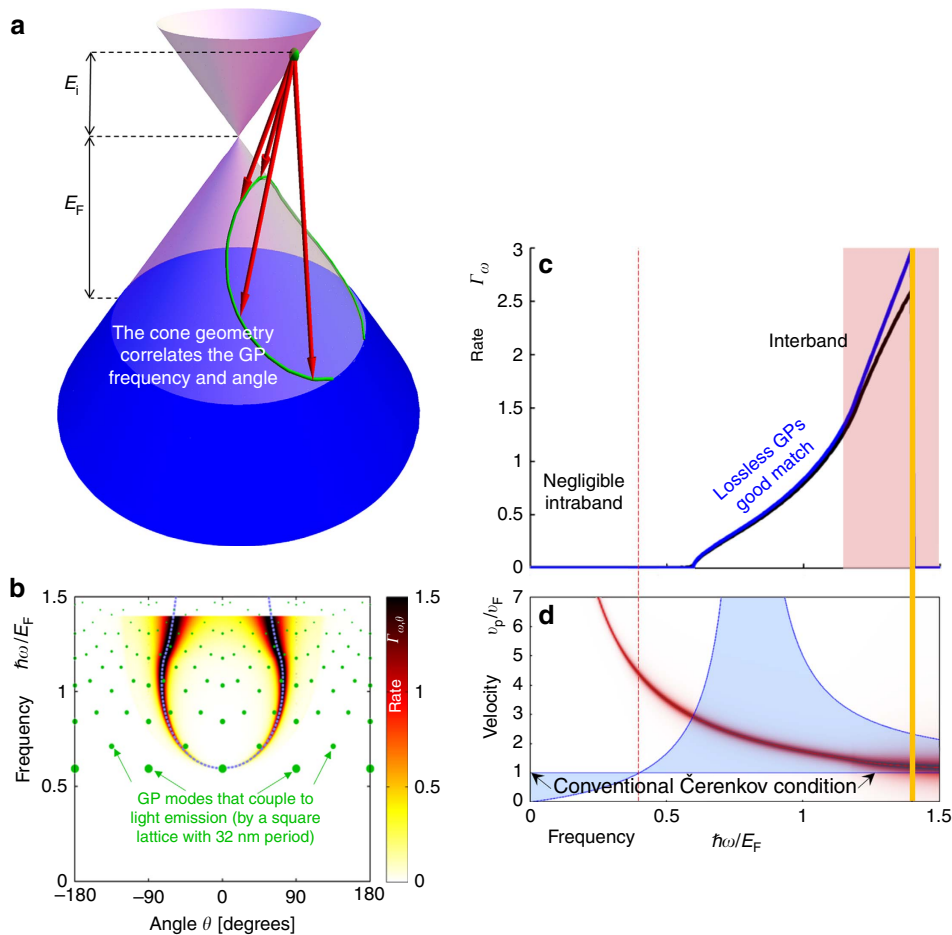 a
E_i
E_F
The cone geometry
correlates the GP
frequency and angle
b
Frequency ħω/E_F
1.5
1
0.5
0
−180
−90
0
90
180
Angle θ [degrees]
GP modes that couple to
light emission (by a square
lattice with 32 nm period)
Rate Γ_ω,θ
1.5
1
0.5
0
c
Rate Γ_ω
3
2.5
2
1.5
1
0.5
0
Negligible
intraband
Lossless GPs
good match
Interband
d
Velocity υ_p/υ_F
7
6
5
4
3
2
1
0
Conventional Čerenkov condition
0
0.5
1
1.5
Frequency ħω/E_F